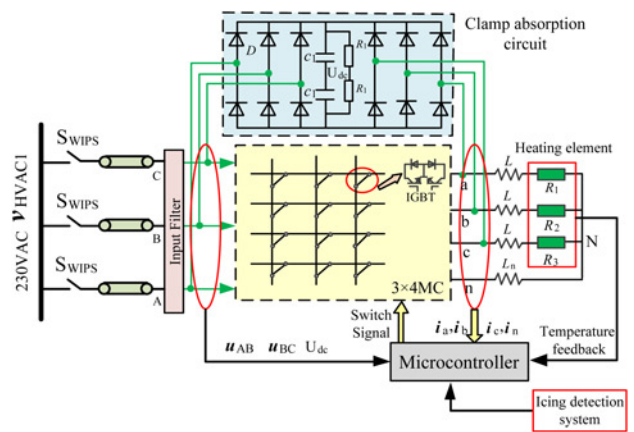 Clamp absorption
circuit
D
C1
R1
Udc
C1
R1
230VAC VHVAC1
SWIPS
C
SWIPS
B
SWIPS
A
Input Filter
IGBT
3×4MC
a
b
c
n
L
L
L
Ln
Heating element
R1
R2
R3
N
Switch
Signal
ia,ib
ic,in
Temperature
feedback
uAB uBC Udc
Microcontroller
Icing detection
system